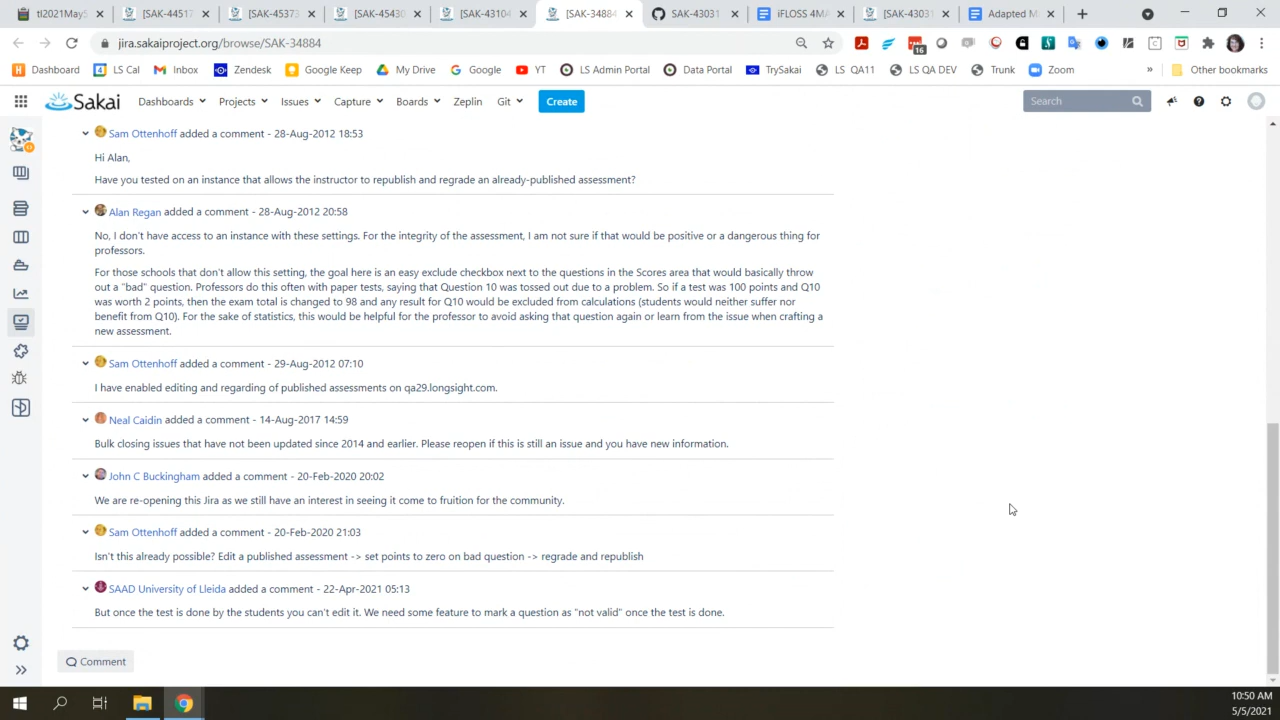 tl2021May5
[SAK-44517
[SAK-45373
[SAK-45430
[SAK-43104
[SAK-34884
SAK-4303
iFLOSS 4MA
[SAK-4303
Adapted M
jira.sakaiproject.org/browse/SAK-34884
16
Dashboard
LS Cal
Inbox
Zendesk
Google Keep
My Drive
Google
YT
LS Admin Portal
Data Portal
TrySakai
LS QA11
LS QA DEV
Trunk
Zoom
»
Other bookmarks
Sakai
Dashboards
Projects
Issues
Capture
Boards
Zeplin
Git
Create
Search
Sam Ottenhoff added a comment - 28-Aug-2012 18:53
Hi Alan,
Have you tested on an instance that allows the instructor to republish and regrade an already-published assessment?
Alan Regan added a comment - 28-Aug-2012 20:58
No, I don't have access to an instance with these settings. For the integrity of the assessment, I am not sure if that would be positive or a dangerous thing for
professors.
For those schools that don't allow this setting, the goal here is an easy exclude checkbox next to the questions in the Scores area that would basically throw
out a "bad" question. Professors do this often with paper tests, saying that Question 10 was tossed out due to a problem. So if a test was 100 points and Q10
was worth 2 points, then the exam total is changed to 98 and any result for Q10 would be excluded from calculations (students would neither suffer nor
benefit from Q10). For the sake of statistics, this would be helpful for the professor to avoid asking that question again or learn from the issue when crafting a
new assessment.
Sam Ottenhoff added a comment - 29-Aug-2012 07:10
I have enabled editing and regarding of published assessments on qa29.longsight.com.
Neal Caidin added a comment - 14-Aug-2017 14:59
Bulk closing issues that have not been updated since 2014 and earlier. Please reopen if this is still an issue and you have new information.
John C Buckingham added a comment - 20-Feb-2020 20:02
We are re-opening this Jira as we still have an interest in seeing it come to fruition for the community.
Sam Ottenhoff added a comment - 20-Feb-2020 21:03
Isn't this already possible? Edit a published assessment -> set points to zero on bad question -> regrade and republish
SAAD University of Lleida added a comment - 22-Apr-2021 05:13
But once the test is done by the students you can't edit it. We need some feature to mark a question as "not valid" once the test is done.
Comment
10:50 AM
5/5/2021